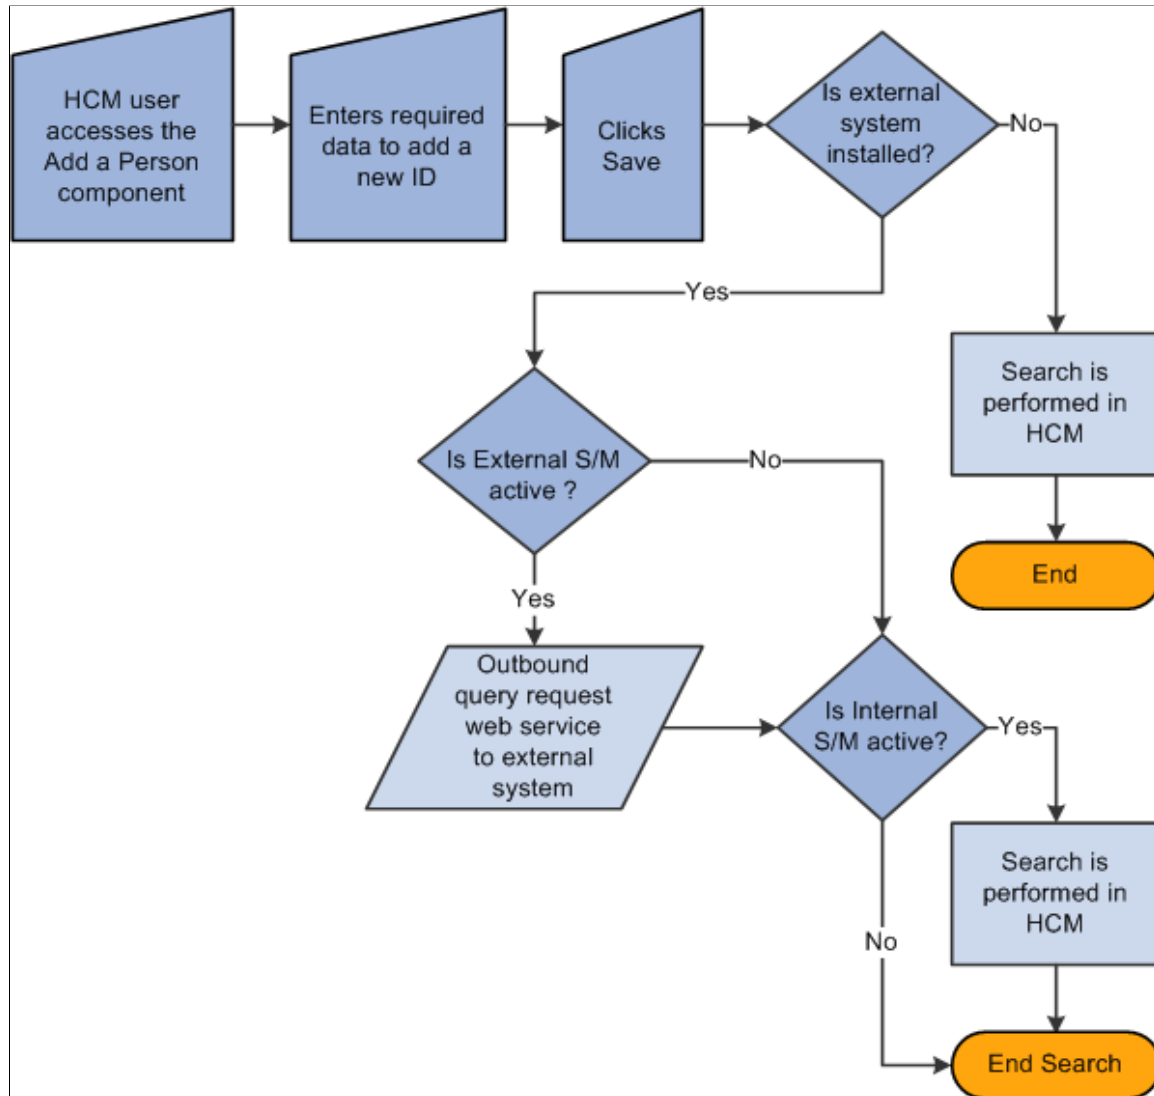 HCM user
accesses the
Add a Person
component
Enters required
data to add a
new ID
Clicks
Save
Is external
system
installed?
No
Yes
Search is
performed in
HCM
End
Is External S/M
active ?
No
Yes
Outbound
query request
web service
to external
system
Is Internal
S/M active?
Yes
Search is
performed in
HCM
No
End Search